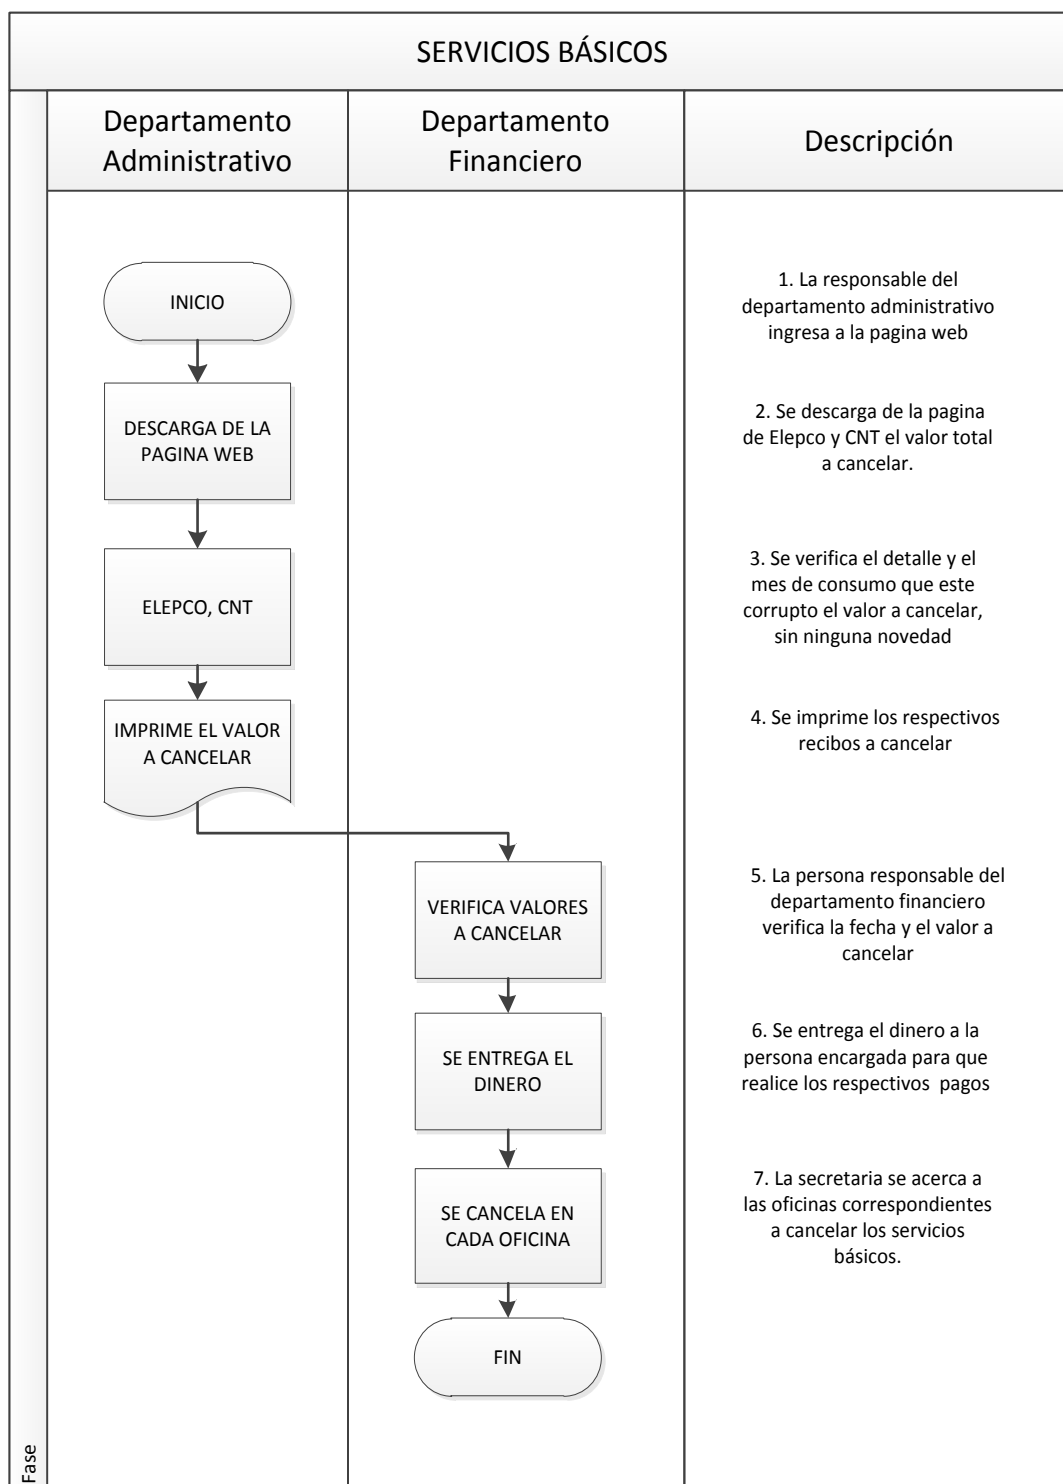 SERVICIOS BÁSICOS
Departamento
Administrativo
Departamento
Financiero
Descripción
INICIO
1. La responsable del
departamento administrativo
ingresa a la pagina web
DESCARGA DE LA
PAGINA WEB
2. Se descarga de la pagina
de Elepco y CNT el valor total
a cancelar.
ELEPCO, CNT
3. Se verifica el detalle y el
mes de consumo que este
corrupto el valor a cancelar,
sin ninguna novedad
IMPRIME EL VALOR
A CANCELAR
4. Se imprime los respectivos
recibos a cancelar
VERIFICA VALORES
A CANCELAR
5. La persona responsable del
departamento financiero
verifica la fecha y el valor a
cancelar
SE ENTREGA EL
DINERO
6. Se entrega el dinero a la
persona encargada para que
realice los respectivos pagos
SE CANCELA EN
CADA OFICINA
7. La secretaria se acerca a
las oficinas correspondientes
a cancelar los servicios
básicos.
FIN
Fase